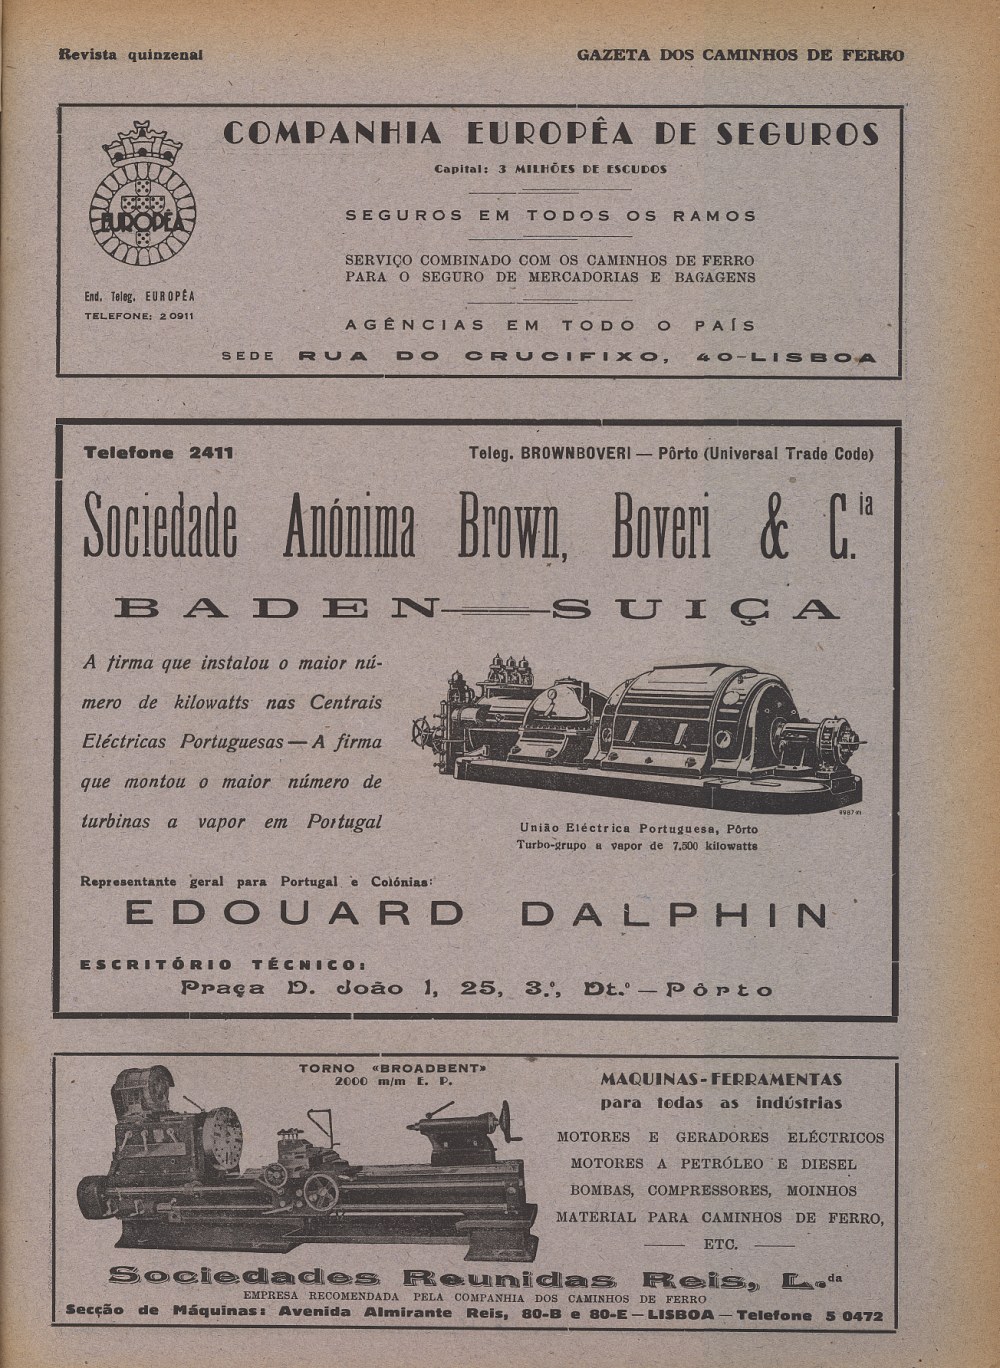 Revista quinzenal
GAZETA DOS CAMINHOS DE FERRO
COMPANHIA EUROPÊA DE SEGUROS
Capital: 3 MILHÕES DE ESCUDOS
EUROPÊA
SEGUROS EM TODOS OS RAMOS
SERVIÇO COMBINADO COM OS CAMINHOS DE FERRO
PARA O SEGURO DE MERCADORIAS E BAGAGENS
End. Teleg. EUROPÊA
TELEFONE: 20911
AGÊNCIAS EM TODO O PAÍS
SEDE RUA DO CRUCIFIXO, 40-LISBOA
Telefone 2411
Teleg. BROWNBOVERI — Pôrto (Universal Trade Code)
Sociedade Anónima Brown, Boveri & C.ia
BADEN—SUIÇA
A firma que instalou o maior nú-
mero de kilowatts nas Centrais
Eléctricas Portuguesas — A firma
que montou o maior número de
turbinas a vapor em Portugal
União Eléctrica Portuguesa, Pôrto
Turbo-grupo a vapor de 7.500 kilowatts
Representante geral para Portugal e Colónias:
EDOUARD DALPHIN
ESCRITÓRIO TÉCNICO:
Praça D. João 1, 25, 3.º, Dt.º — Pôrto
TORNO «BROADBENT»
2000 m/m E. P.
MAQUINAS-FERRAMENTAS
para todas as indústrias
MOTORES E GERADORES ELÉCTRICOS
MOTORES A PETRÓLEO E DIESEL
BOMBAS, COMPRESSORES, MOINHOS
MATERIAL PARA CAMINHOS DE FERRO,
ETC.
Sociedades Reunidas Reis, L.da
EMPRESA RECOMENDADA PELA COMPANHIA DOS CAMINHOS DE FERRO
Secção de Máquinas: Avenida Almirante Reis, 80-B e 80-E — LISBOA — Telefone 5 0472